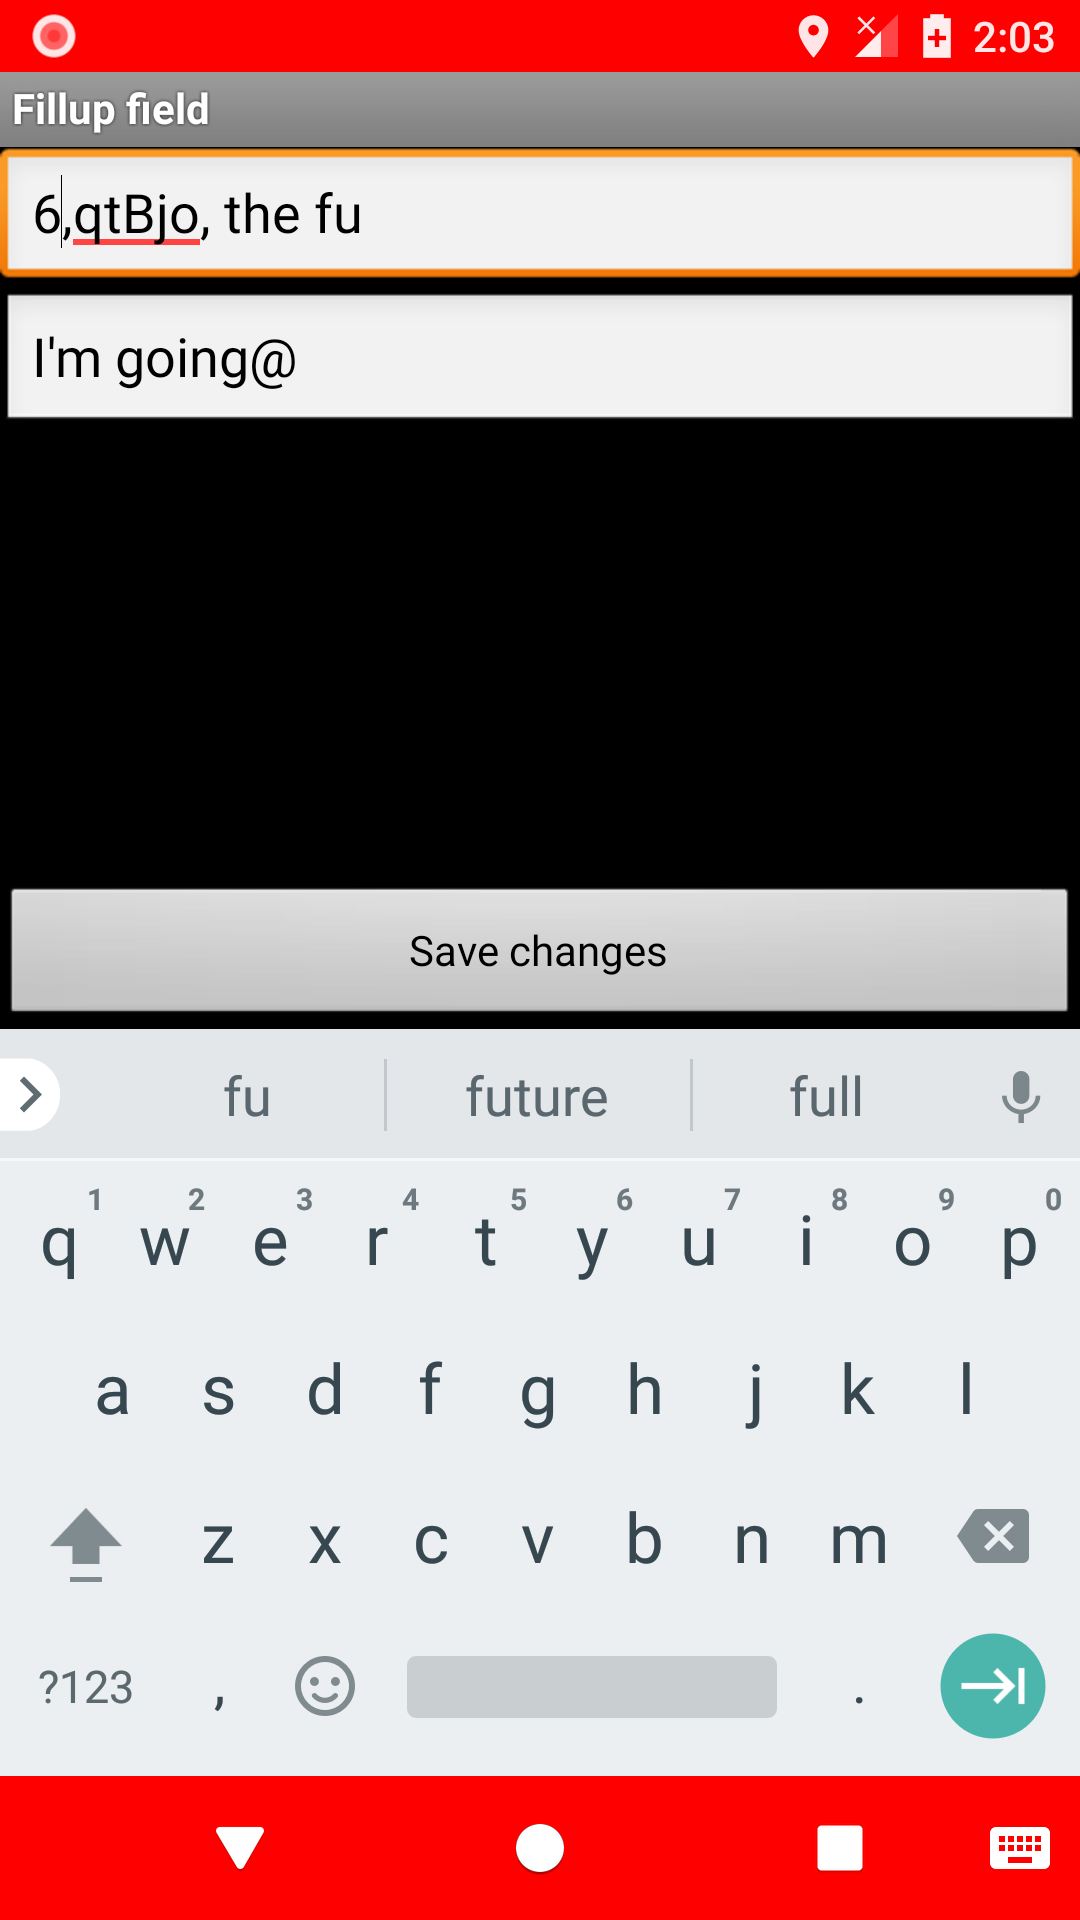 2:03
Fillup field
6,qtBjo, the fu
I'm going@
Save changes
fu future full
1 2 3 4 5 6 7 8 9 0
q w e r t y u i o p
a s d f g h j k l
z x c v b n m
?123 , .